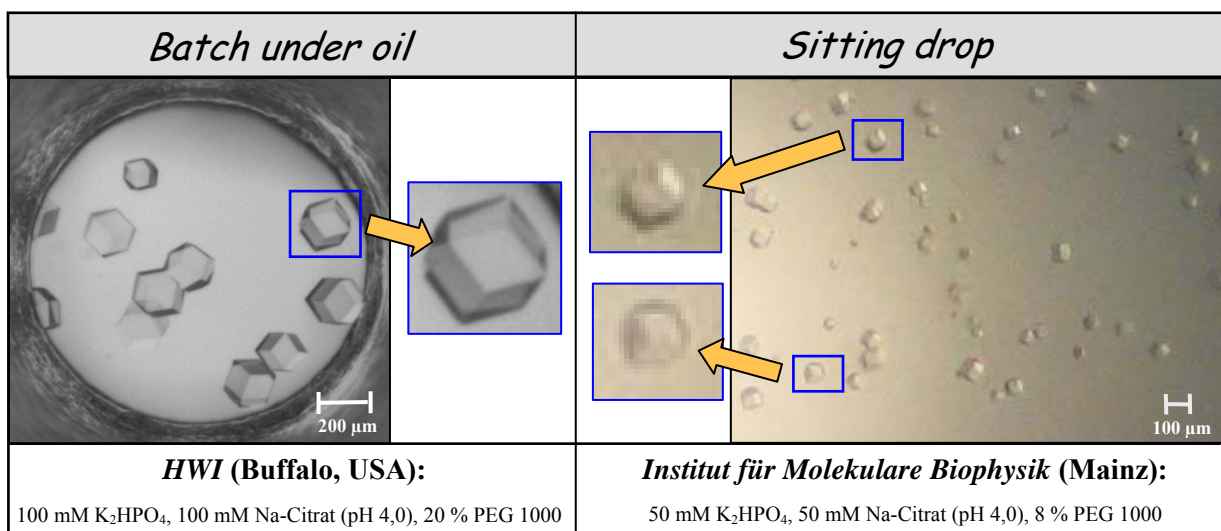 Batch under oil
Sitting drop
200 µm
100 µm
HWI (Buffalo, USA):
Institut für Molekulare Biophysik (Mainz):
100 mM K₂HPO₄, 100 mM Na-Citrat (pH 4,0), 20 % PEG 1000
50 mM K₂HPO₄, 50 mM Na-Citrat (pH 4,0), 8 % PEG 1000